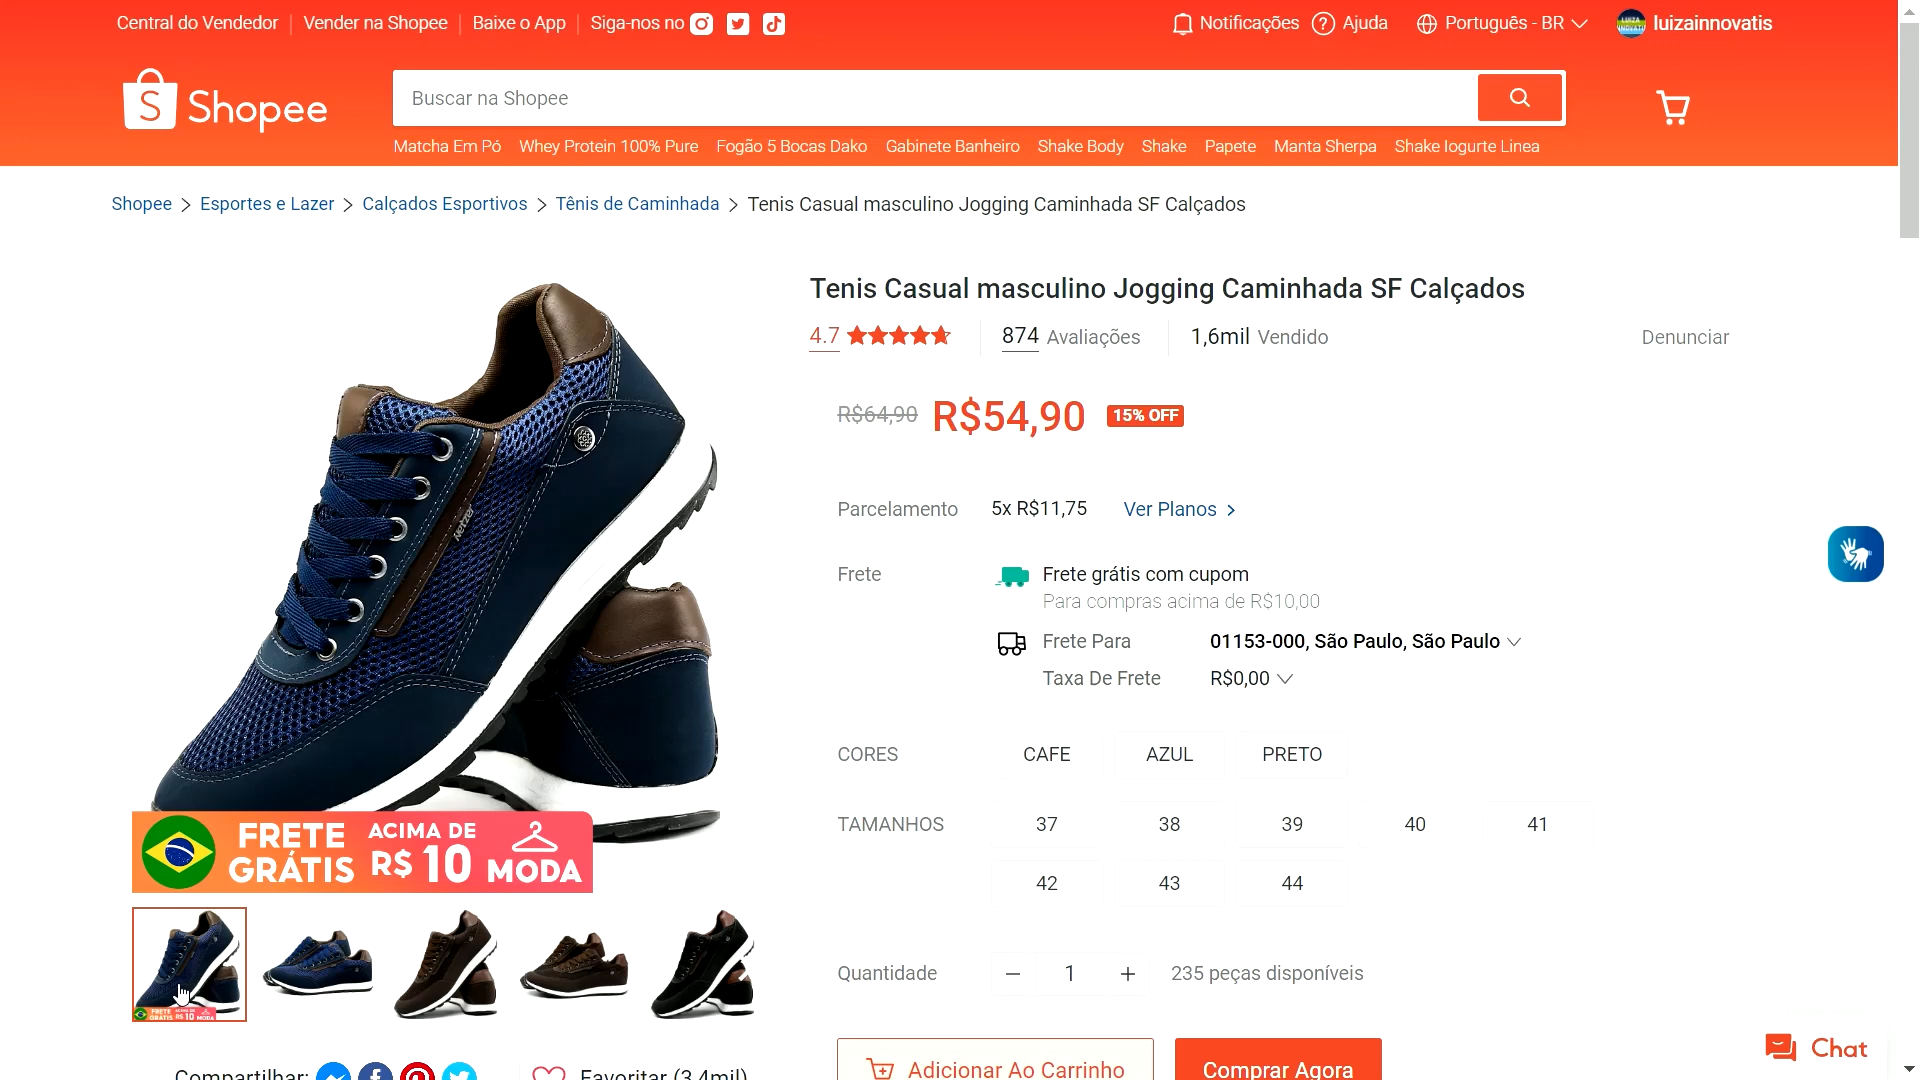 Central do Vendedor | Vender na Shopee | Baixe o App | Siga-nos no
Notificações Ajuda Português - BR luizainnovatis
Shopee
Buscar na Shopee
Matcha Em Pó Whey Protein 100% Pure Fogão 5 Bocas Dako Gabinete Banheiro Shake Body Shake Papete Manta Sherpa Shake Iogurte Linea
Shopee > Esportes e Lazer > Calçados Esportivos > Tênis de Caminhada > Tenis Casual masculino Jogging Caminhada SF Calçados
Tenis Casual masculino Jogging Caminhada SF Calçados
4.7 874 Avaliações 1,6mil Vendido Denunciar
R$64,90 R$54,90 15% OFF
Parcelamento 5x R$11,75 Ver Planos >
Frete Frete grátis com cupom
Para compras acima de R$10,00
Frete Para 01153-000, São Paulo, São Paulo
Taxa De Frete R$0,00
CORES CAFE AZUL PRETO
TAMANHOS 37 38 39 40 41
42 43 44
FRETE GRÁTIS ACIMA DE R$ 10 MODA
FRETE GRÁTIS ACIMA DE R$ 10 MODA
Quantidade − 1 + 235 peças disponíveis
Adicionar Ao Carrinho Comprar Agora
Chat
Compartilhar: Favoritar (3,4mil)